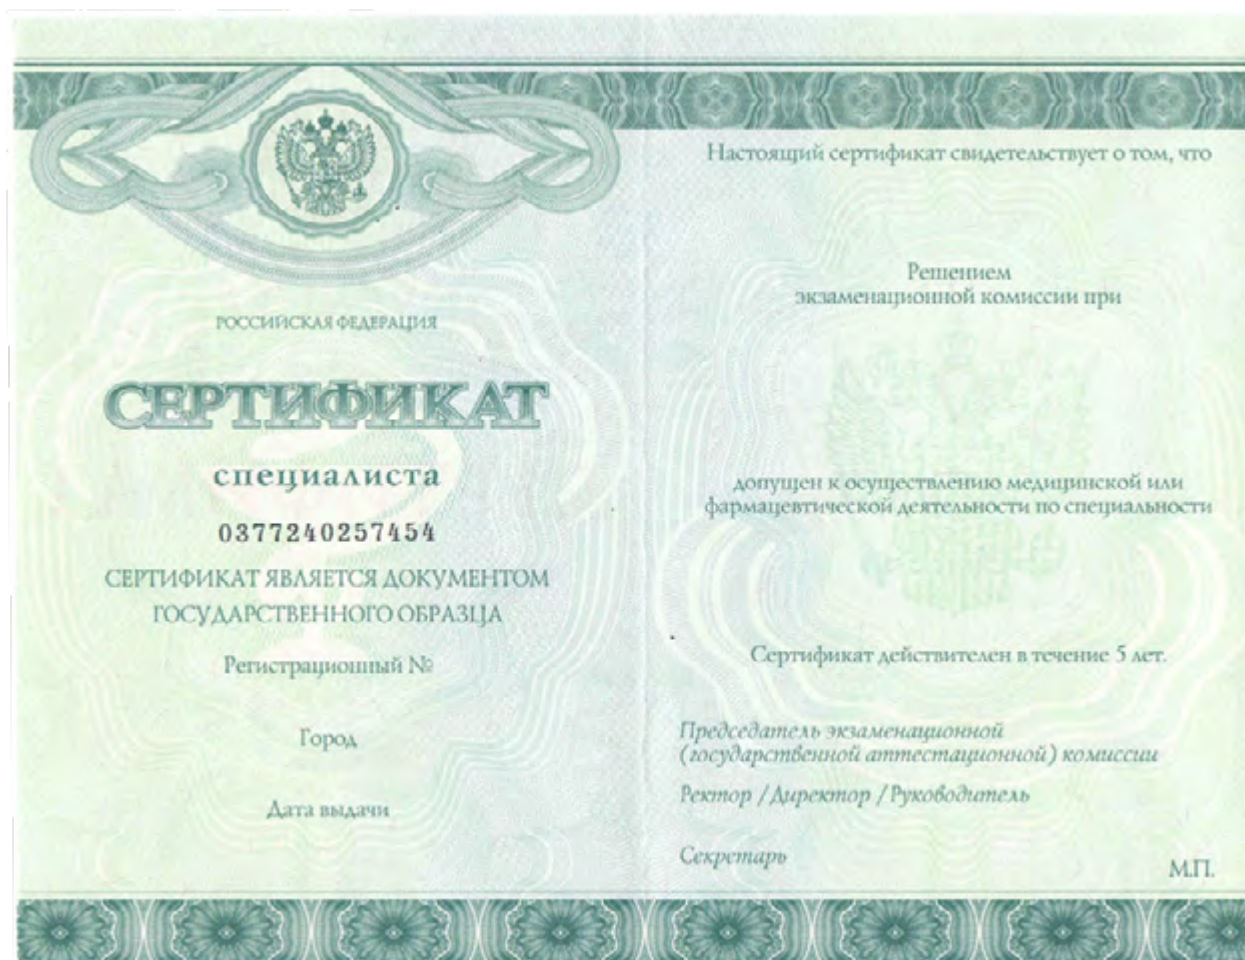 РОССИЙСКАЯ ФЕДЕРАЦИЯ
СЕРТИФИКАТ
специалиста
0377240257454
СЕРТИФИКАТ ЯВЛЯЕТСЯ ДОКУМЕНТОМ
ГОСУДАРСТВЕННОГО ОБРАЗЦА
Регистрационный №
Город
Дата выдачи
Настоящий сертификат свидетельствует о том, что
Решением
экзаменационной комиссии при
допущен к осуществлению медицинской или
фармацевтической деятельности по специальности
Сертификат действителен в течение 5 лет.
Председатель экзаменационной
(государственной аттестационной) комиссии
Ректор / Директор / Руководитель
Секретарь
М.П.